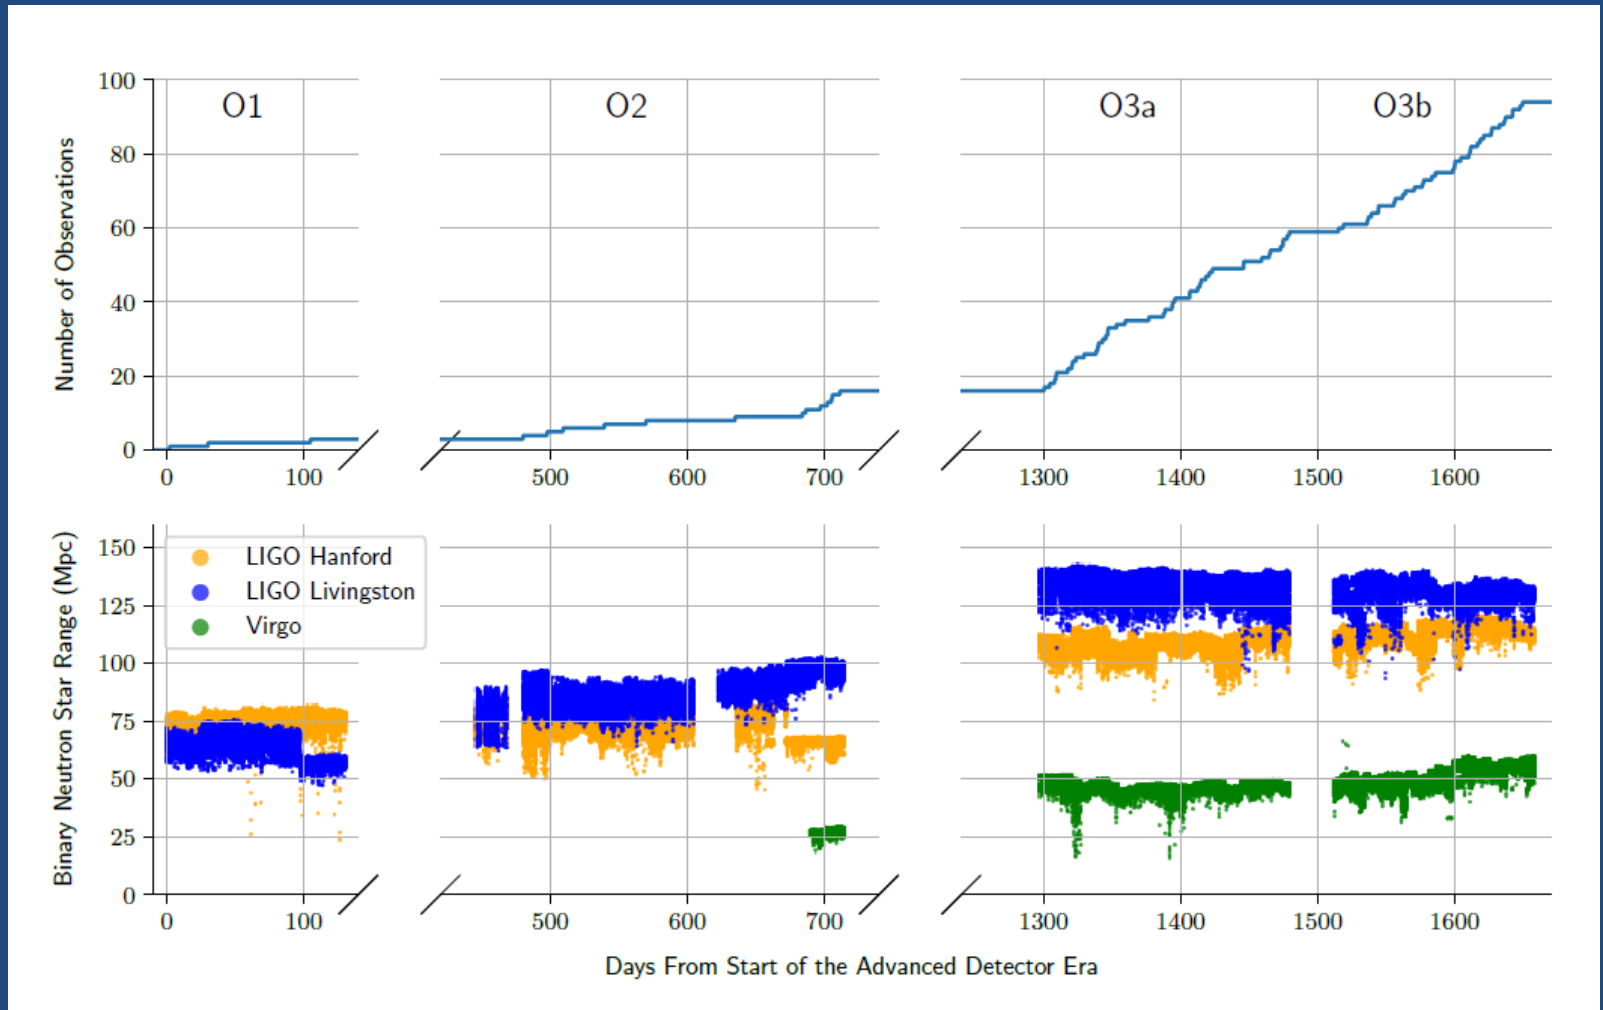 O1 O2 O3a O3b
Number of Observations
100
80
60
40
20
0
0 100 500 600 700 1300 1400 1500 1600
LIGO Hanford
LIGO Livingston
Virgo
Binary Neutron Star Range (Mpc)
150
125
100
75
50
25
0
0 100 500 600 700 1300 1400 1500 1600
Days From Start of the Advanced Detector Era